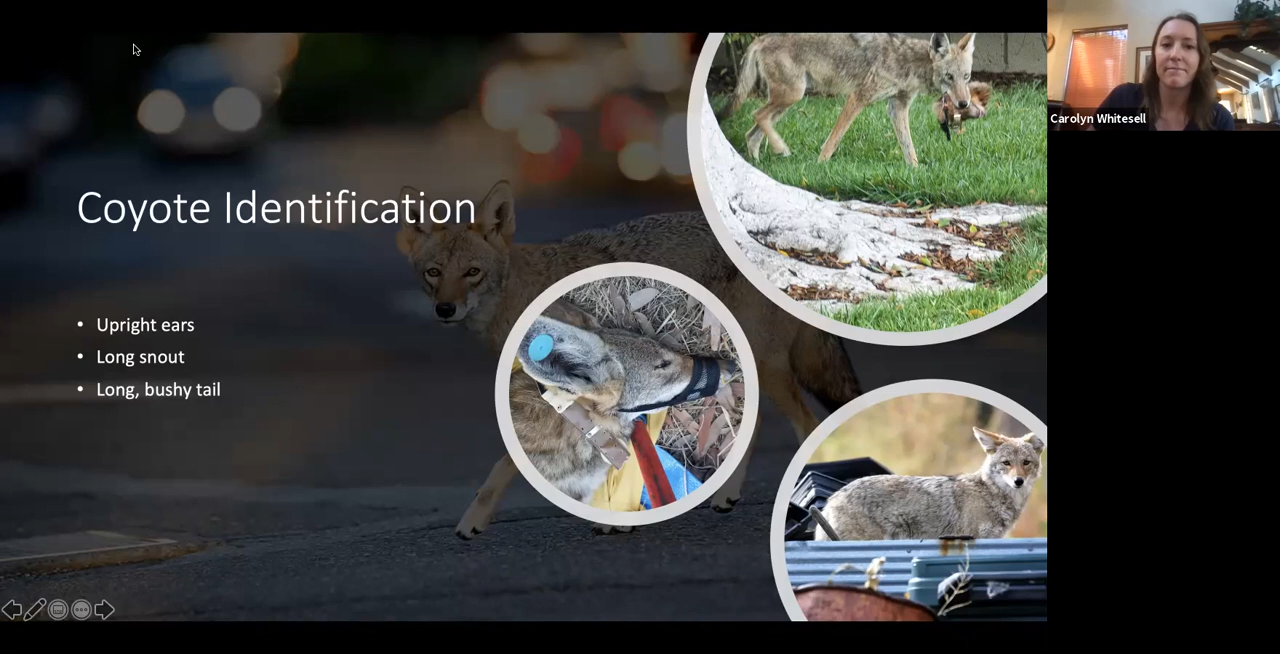 Coyote Identification
• Upright ears
• Long snout
• Long, bushy tail
Carolyn Whitesell